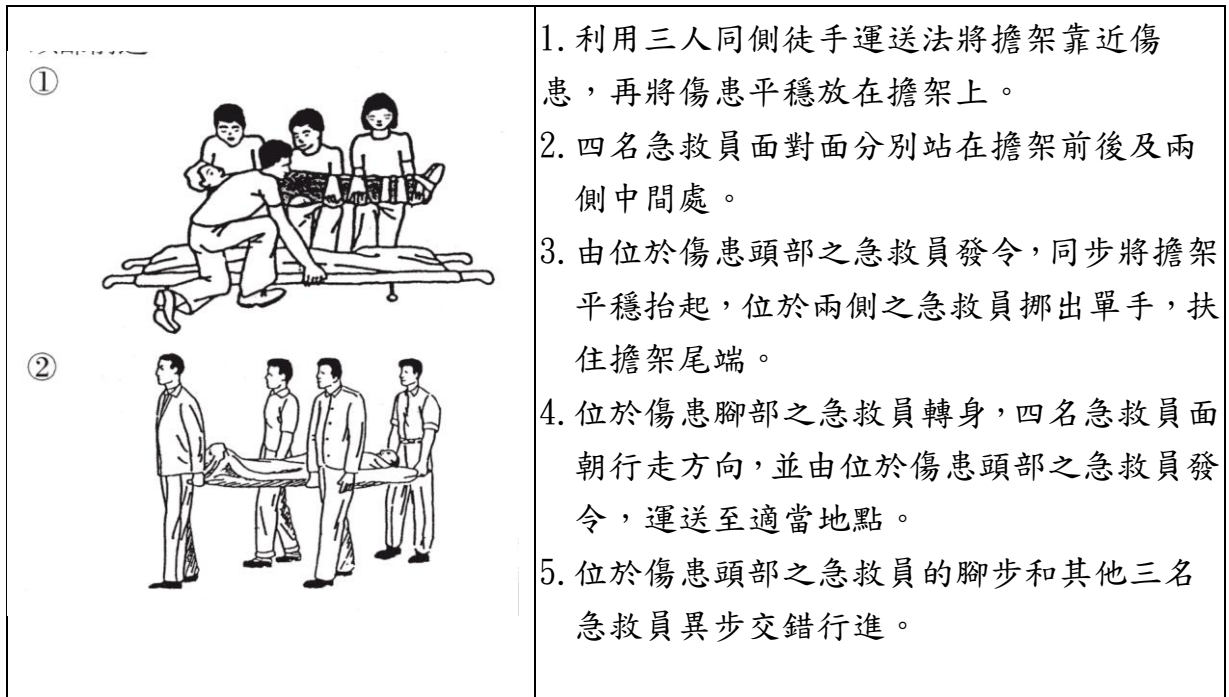 ①
②
1.利用三人同側徒手運送法將擔架靠近傷
患，再將傷患平穩放在擔架上。
2.四名急救員面對面分別站在擔架前後及兩
側中間處。
3.由位於傷患頭部之急救員發令，同步將擔架
平穩抬起，位於兩側之急救員挪出單手，扶
住擔架尾端。
4.位於傷患腳部之急救員轉身，四名急救員面
朝行走方向，並由位於傷患頭部之急救員發
令，運送至適當地點。
5.位於傷患頭部之急救員的腳步和其他三名
急救員異步交錯行進。